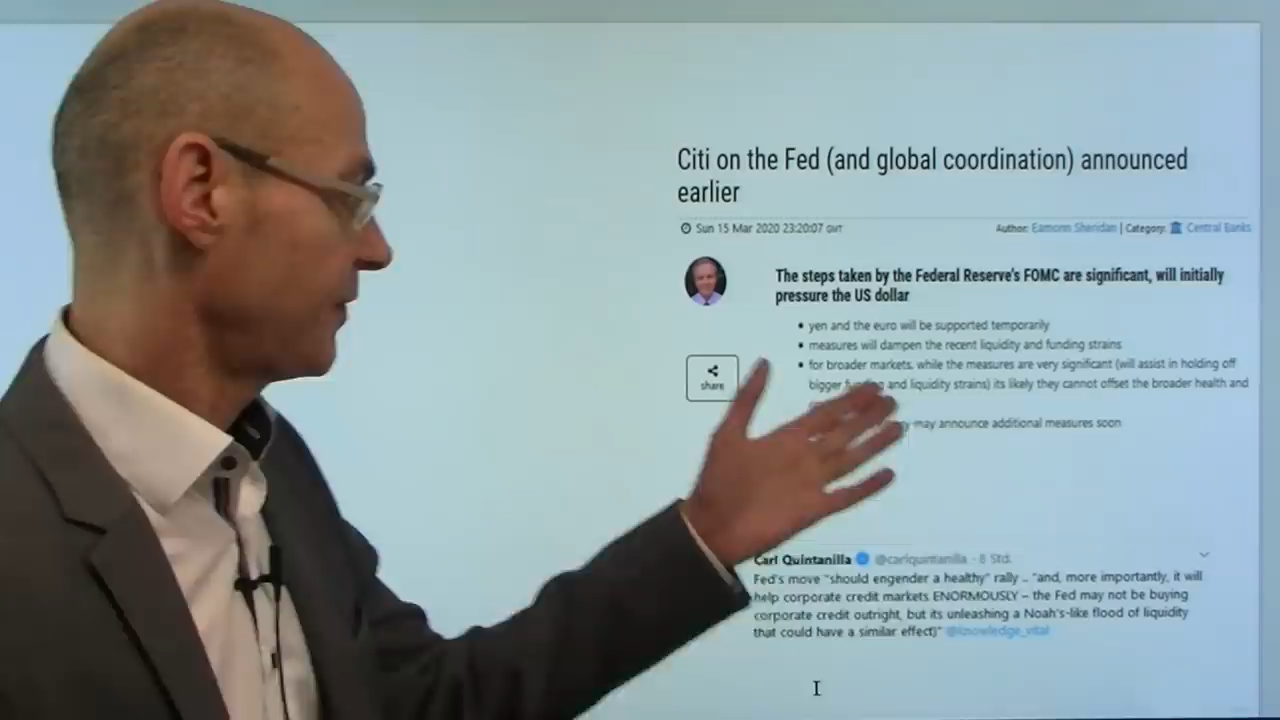 Citi on the Fed (and global coordination) announced
earlier
Sun 15 Mar 2020 23:20:07 GMT
Author: Eamonn Sheridan | Category: Central Banks
The steps taken by the Federal Reserve's FOMC are significant, will initially
pressure the US dollar
• yen and the euro will be supported temporarily
• measures will dampen the recent liquidity and funding strains
• for broader markets, while the measures are very significant (will assist in holding off
share
bigger and liquidity strains) its likely they cannot offset the broader health and
may announce additional measures soon
Carl Quintanilla @carlquintanilla · 8 Std.
Fed's move "should engender a healthy" rally .. "and, more importantly, it will
help corporate credit markets ENORMOUSLY – the Fed may not be buying
corporate credit outright, but its unleashing a Noah's-like flood of liquidity
that could have a similar effect)" @knowledge_vital